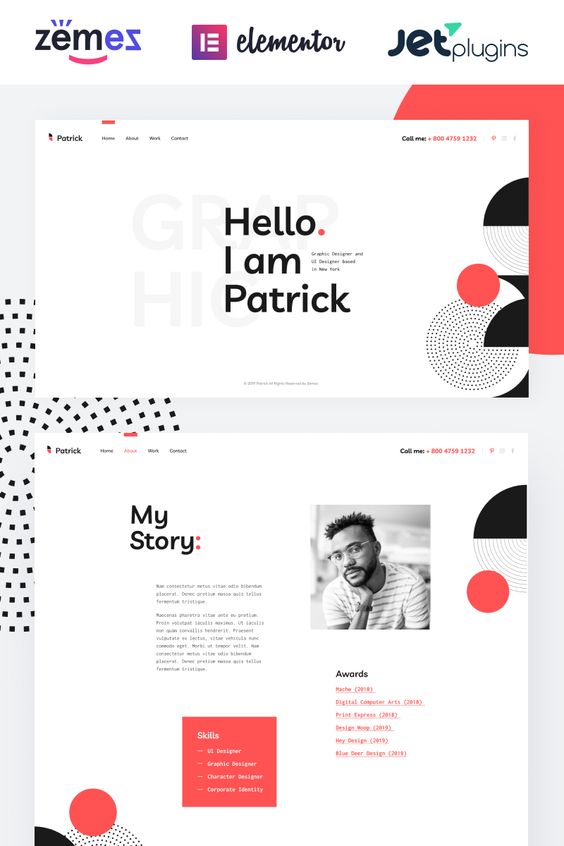 zemez
elementor
JetPlugins
Patrick
Home About Work Contact
Call me: + 800 4759 1232
GRAP
HIC
Hello.
I am
Patrick
Graphic Designer and
UI Designer based
in New York
© 2019 Patrick All Rights Reserved by Zemez
Patrick
Home About Work Contact
Call me: + 800 4759 1232
My
Story:
Nam consectetur metus vitae odio bibendum
placerat. Donec pretium massa quis tellus
fermentum tristique.
Maecenas pharetra vitae ante eu pretium.
Proin volutpat iaculis maximus. Ut iaculis
non quam convallis hendrerit. Praesent
vulputate ex lectus, vitae vehicula nunc
commodo eget. Morbi ut tempor velit. Nam
consectetur metus vitae odio bibendum
placerat. Donec pretium massa quis tellus
fermentum tristique.
Skills
— UI Designer
— Graphic Designer
— Character Designer
— Corporate Identity
Awards
Mache (2018)
Digital Computer Arts (2018)
Print Express (2018)
Design Woop (2019)
Hey Design (2019)
Blue Deer Design (2019)